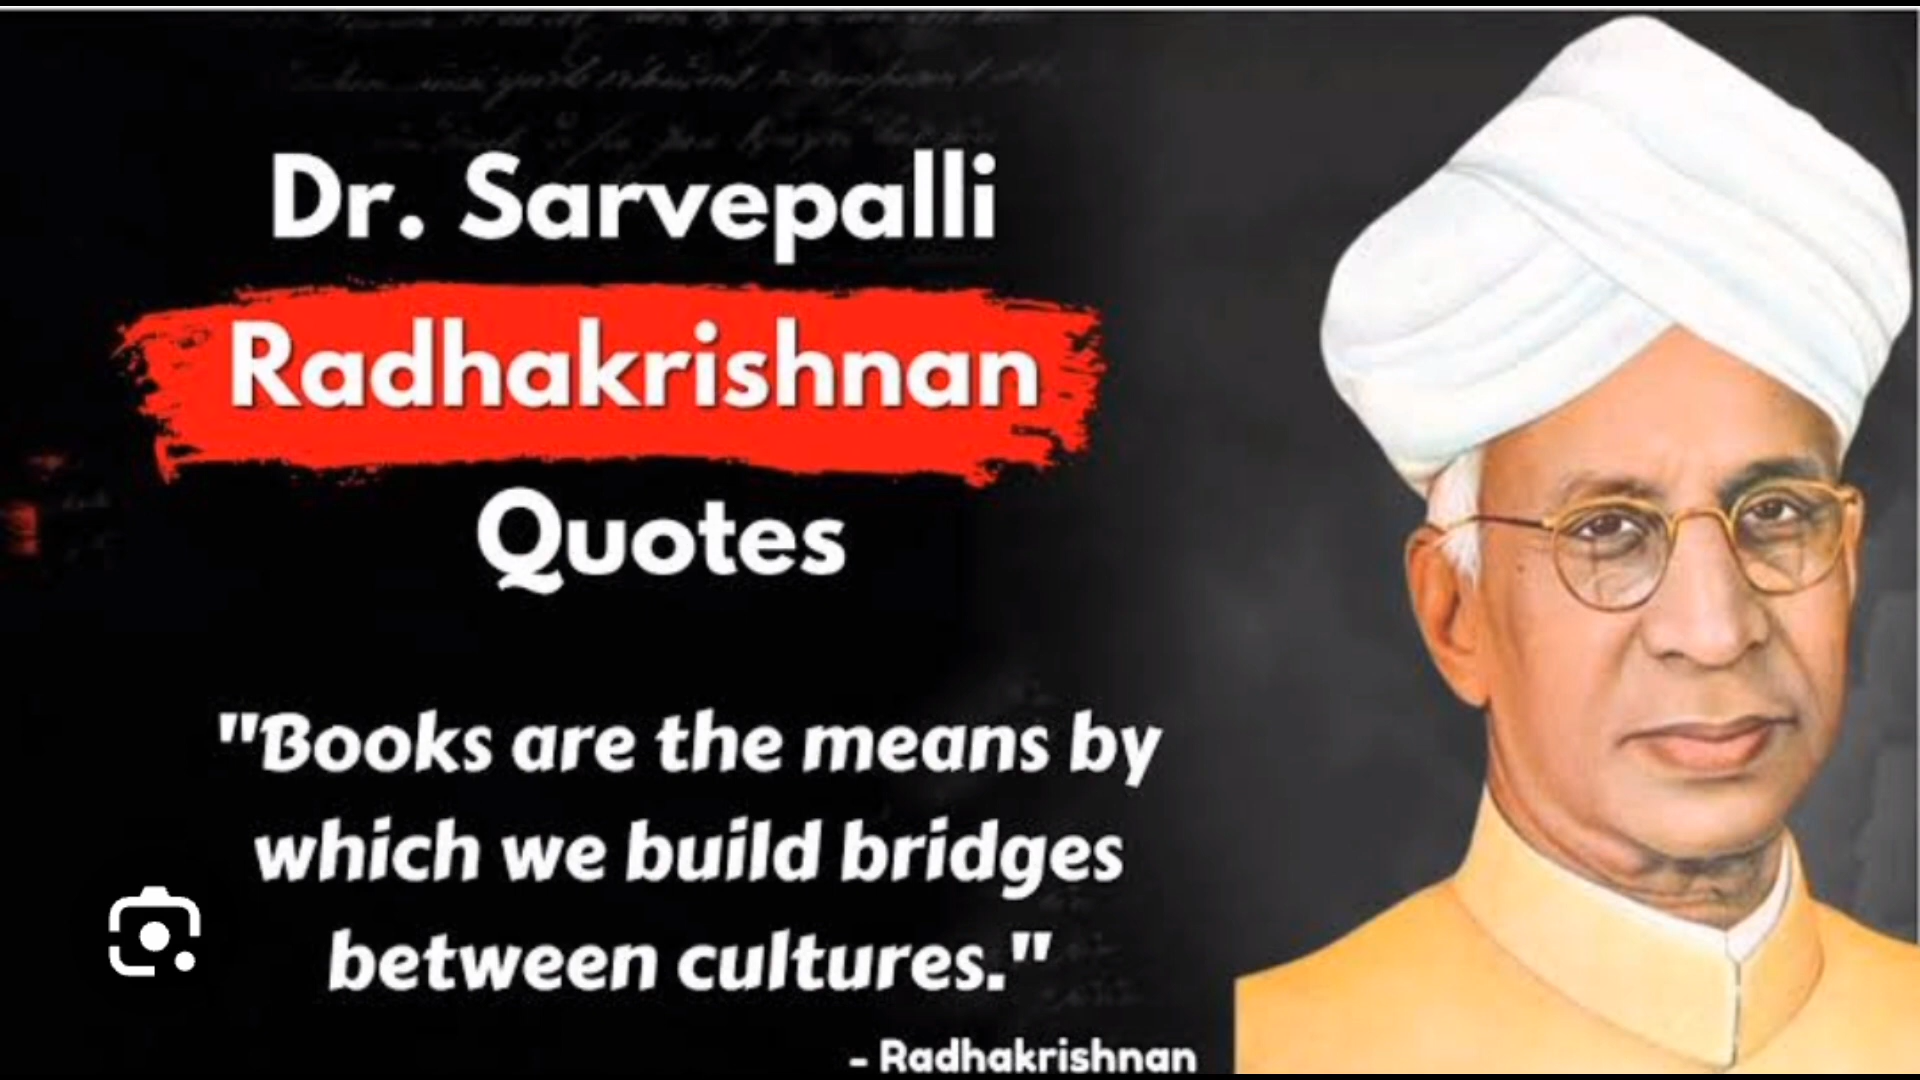 Dr. Sarvepalli
Radhakrishnan
Quotes
"Books are the means by
which we build bridges
between cultures."
- Radhakrishnan